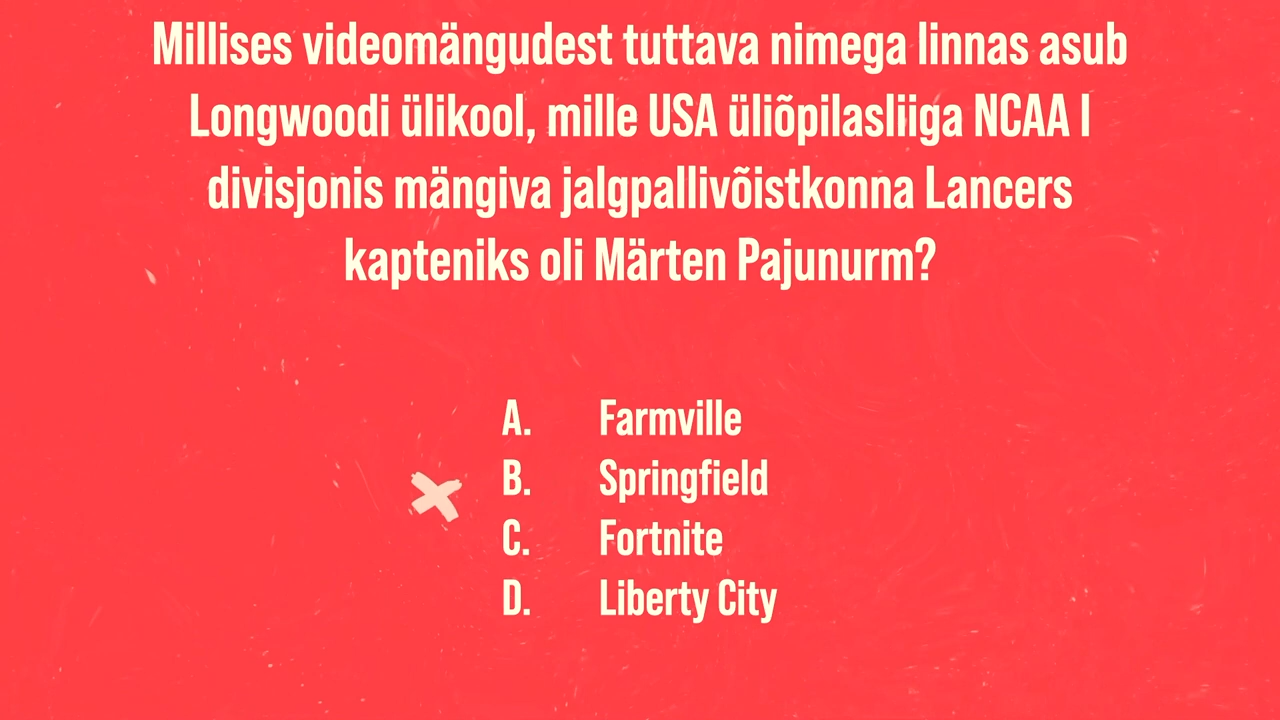 Millises videomängudest tuttava nimega linnas asub
Longwoodi ülikool, mille USA üliõpilasliiga NCAA I
divisjonis mängiva jalgpallivõistkonna Lancers
kapteniks oli Märten Pajunurm?
A. Farmville
B. Springfield
C. Fortnite
D. Liberty City